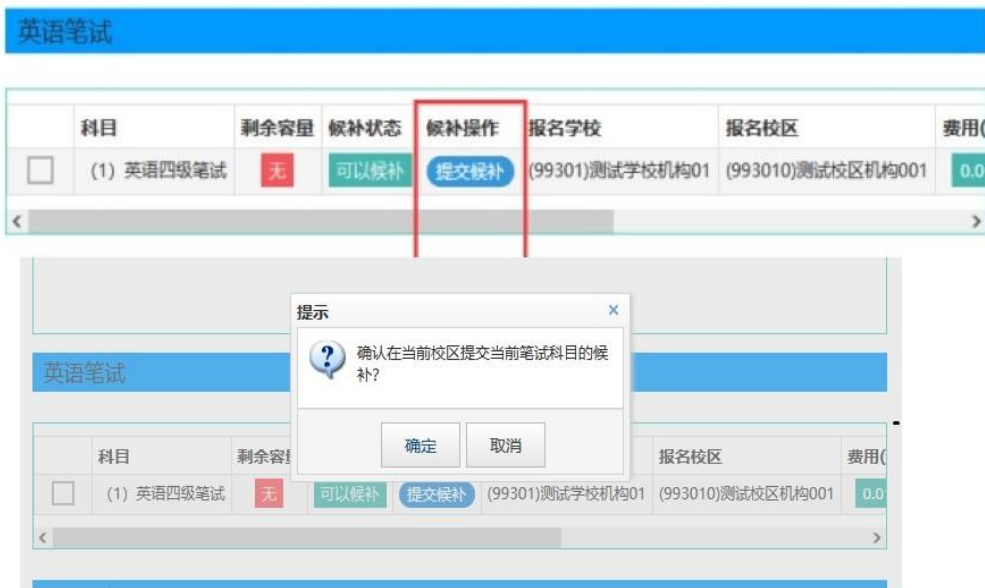 英语笔试
科目 剩余容量 候补状态 候补操作 报名学校 报名校区 费用(
(1) 英语四级笔试 无 可以候补 提交候补 (99301)测试学校机构01 (993010)测试校区机构001 0.0
提示 ×
确认在当前校区提交当前笔试科目的候
补?
确定 取消
英语笔试
科目 剩余容 报名校区 费用(
(1) 英语四级笔试 无 可以候补 提交候补 (99301)测试学校机构01 (993010)测试校区机构001 0.0